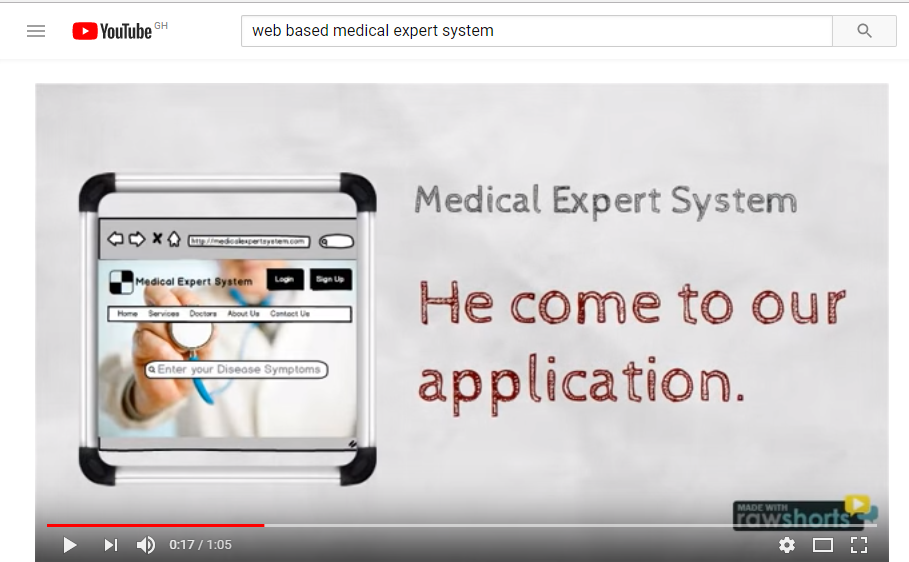 YouTube GH
web based medical expert system
Medical Expert System
http://medicalexpertsystem.com
Medical Expert System
Login
Sign Up
Home Services Doctors About Us Contact Us
Enter your Disease Symptoms
He come to our
application.
MADE WITH
rawshorts
0:17 / 1:05